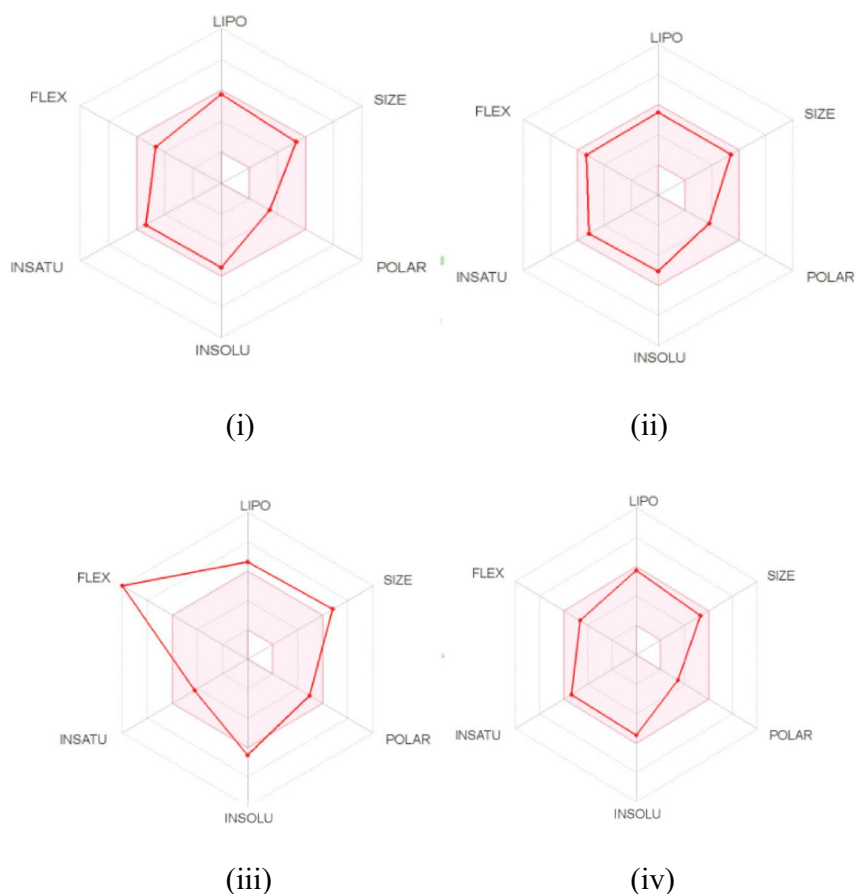 LIPO
LIPO
FLEX
SIZE
FLEX
SIZE
INSATU
POLAR
INSATU
POLAR
INSOLU
INSOLU
(i)
(ii)
LIPO
LIPO
FLEX
SIZE
FLEX
SIZE
INSATU
POLAR
INSATU
POLAR
INSOLU
INSOLU
(iii)
(iv)